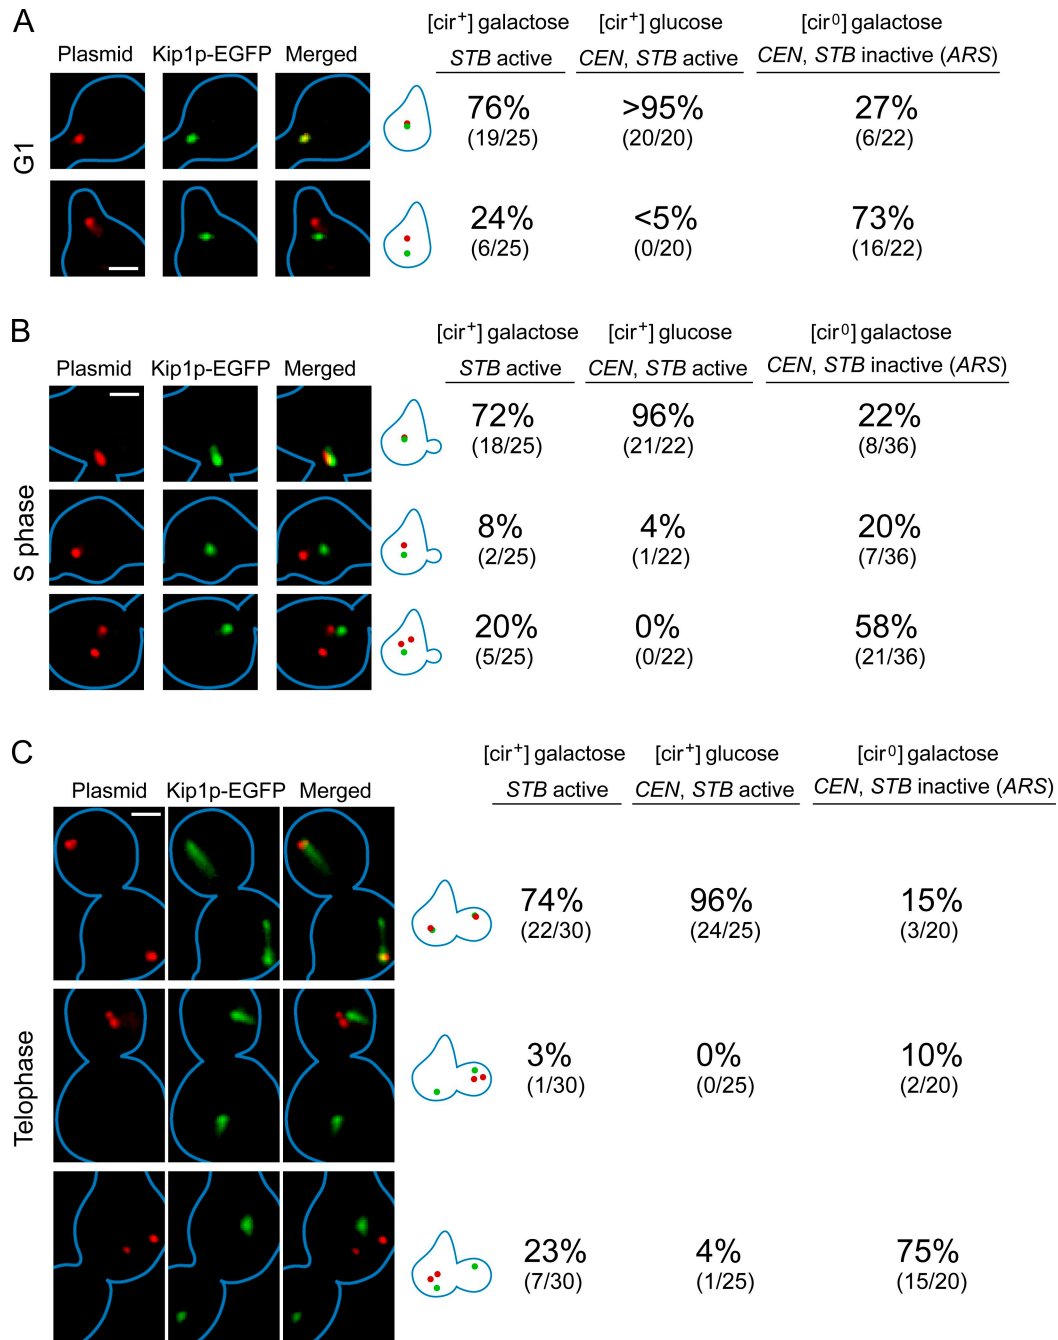 A
[cir+] galactose [cir+] glucose [cir0] galactose
Plasmid Kip1p-EGFP Merged STB active CEN, STB active CEN, STB inactive (ARS)
G1
76% >95% 27%
(19/25) (20/20) (6/22)
24% <5% 73%
(6/25) (0/20) (16/22)
B
[cir+] galactose [cir+] glucose [cir0] galactose
Plasmid Kip1p-EGFP Merged STB active CEN, STB active CEN, STB inactive (ARS)
S phase
72% 96% 22%
(18/25) (21/22) (8/36)
8% 4% 20%
(2/25) (1/22) (7/36)
20% 0% 58%
(5/25) (0/22) (21/36)
C
[cir+] galactose [cir+] glucose [cir0] galactose
Plasmid Kip1p-EGFP Merged STB active CEN, STB active CEN, STB inactive (ARS)
Telophase
74% 96% 15%
(22/30) (24/25) (3/20)
3% 0% 10%
(1/30) (0/25) (2/20)
23% 4% 75%
(7/30) (1/25) (15/20)